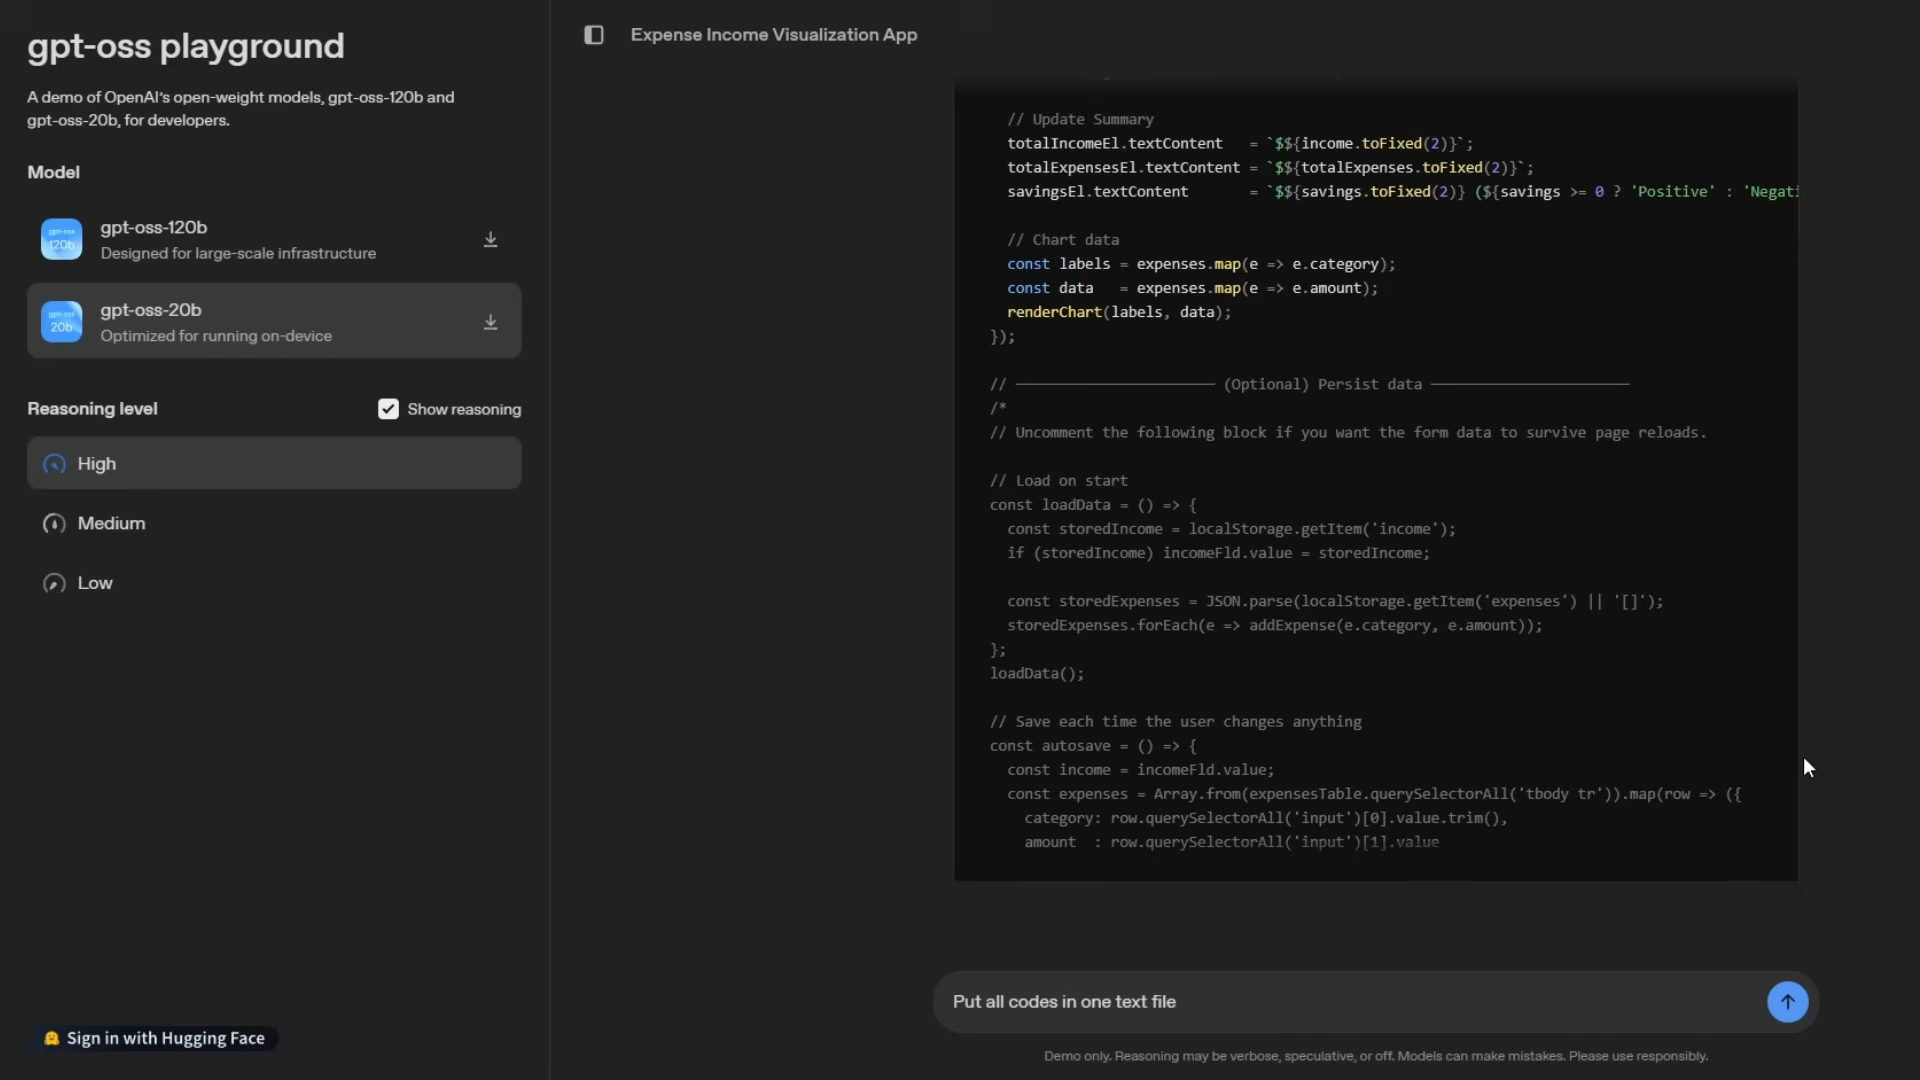 gpt-oss playground
A demo of OpenAI's open-weight models, gpt-oss-120b and
gpt-oss-20b, for developers.
Model
gpt-oss
120b
gpt-oss-120b
Designed for large-scale infrastructure
gpt-oss
20b
gpt-oss-20b
Optimized for running on-device
Reasoning level
Show reasoning
High
Medium
Low
Sign in with Hugging Face
Expense Income Visualization App
// Update Summary
totalIncomeEl.textContent   = `$${income.toFixed(2)}`;
totalExpensesEl.textContent = `$${totalExpenses.toFixed(2)}`;
savingsEl.textContent       = `$${savings.toFixed(2)} (${savings >= 0 ? 'Positive' : 'Negati
// Chart data
const labels = expenses.map(e => e.category);
const data   = expenses.map(e => e.amount);
renderChart(labels, data);
});
// ─────────────────────── (Optional) Persist data ───────────────────────
/*
// Uncomment the following block if you want the form data to survive page reloads.
// Load on start
const loadData = () => {
const storedIncome = localStorage.getItem('income');
if (storedIncome) incomeFld.value = storedIncome;
const storedExpenses = JSON.parse(localStorage.getItem('expenses') || '[]');
storedExpenses.forEach(e => addExpense(e.category, e.amount));
};
loadData();
// Save each time the user changes anything
const autosave = () => {
const income = incomeFld.value;
const expenses = Array.from(expensesTable.querySelectorAll('tbody tr')).map(row => ({
category: row.querySelectorAll('input')[0].value.trim(),
amount  : row.querySelectorAll('input')[1].value
Put all codes in one text file
Demo only. Reasoning may be verbose, speculative, or off. Models can make mistakes. Please use responsibly.